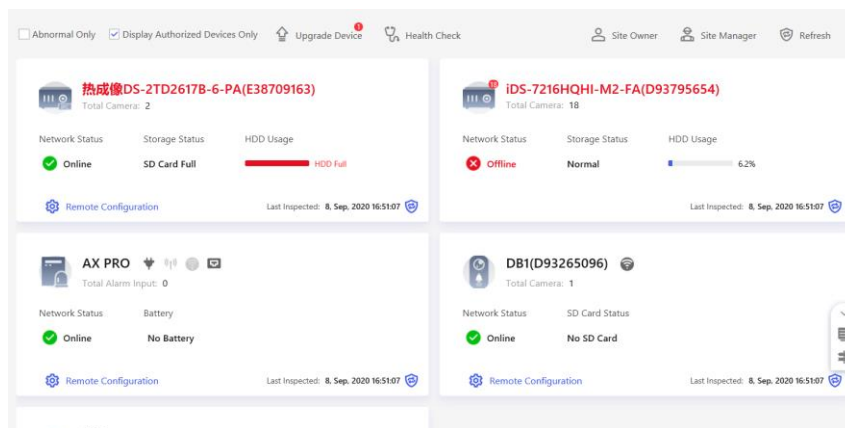 Abnormal Only Display Authorized Devices Only Upgrade Device Health Check Site Owner Site Manager Refresh
热成像DS-2TD2617B-6-PA(E38709163)
Total Camera: 2
Network Status Storage Status HDD Usage
Online SD Card Full HDD Full
Remote Configuration Last Inspected: 8, Sep, 2020 16:51:07
iDS-7216HQHI-M2-FA(D93795654)
Total Camera: 18
Network Status Storage Status HDD Usage
Offline Normal 6.2%
Last Inspected: 8, Sep, 2020 16:51:07
AX PRO
Total Alarm Input: 0
Network Status Battery
Online No Battery
Remote Configuration Last Inspected: 8, Sep, 2020 16:51:07
DB1(D93265096)
Total Camera: 1
Network Status SD Card Status
Online No SD Card
Remote Configuration Last Inspected: 8, Sep, 2020 16:51:07